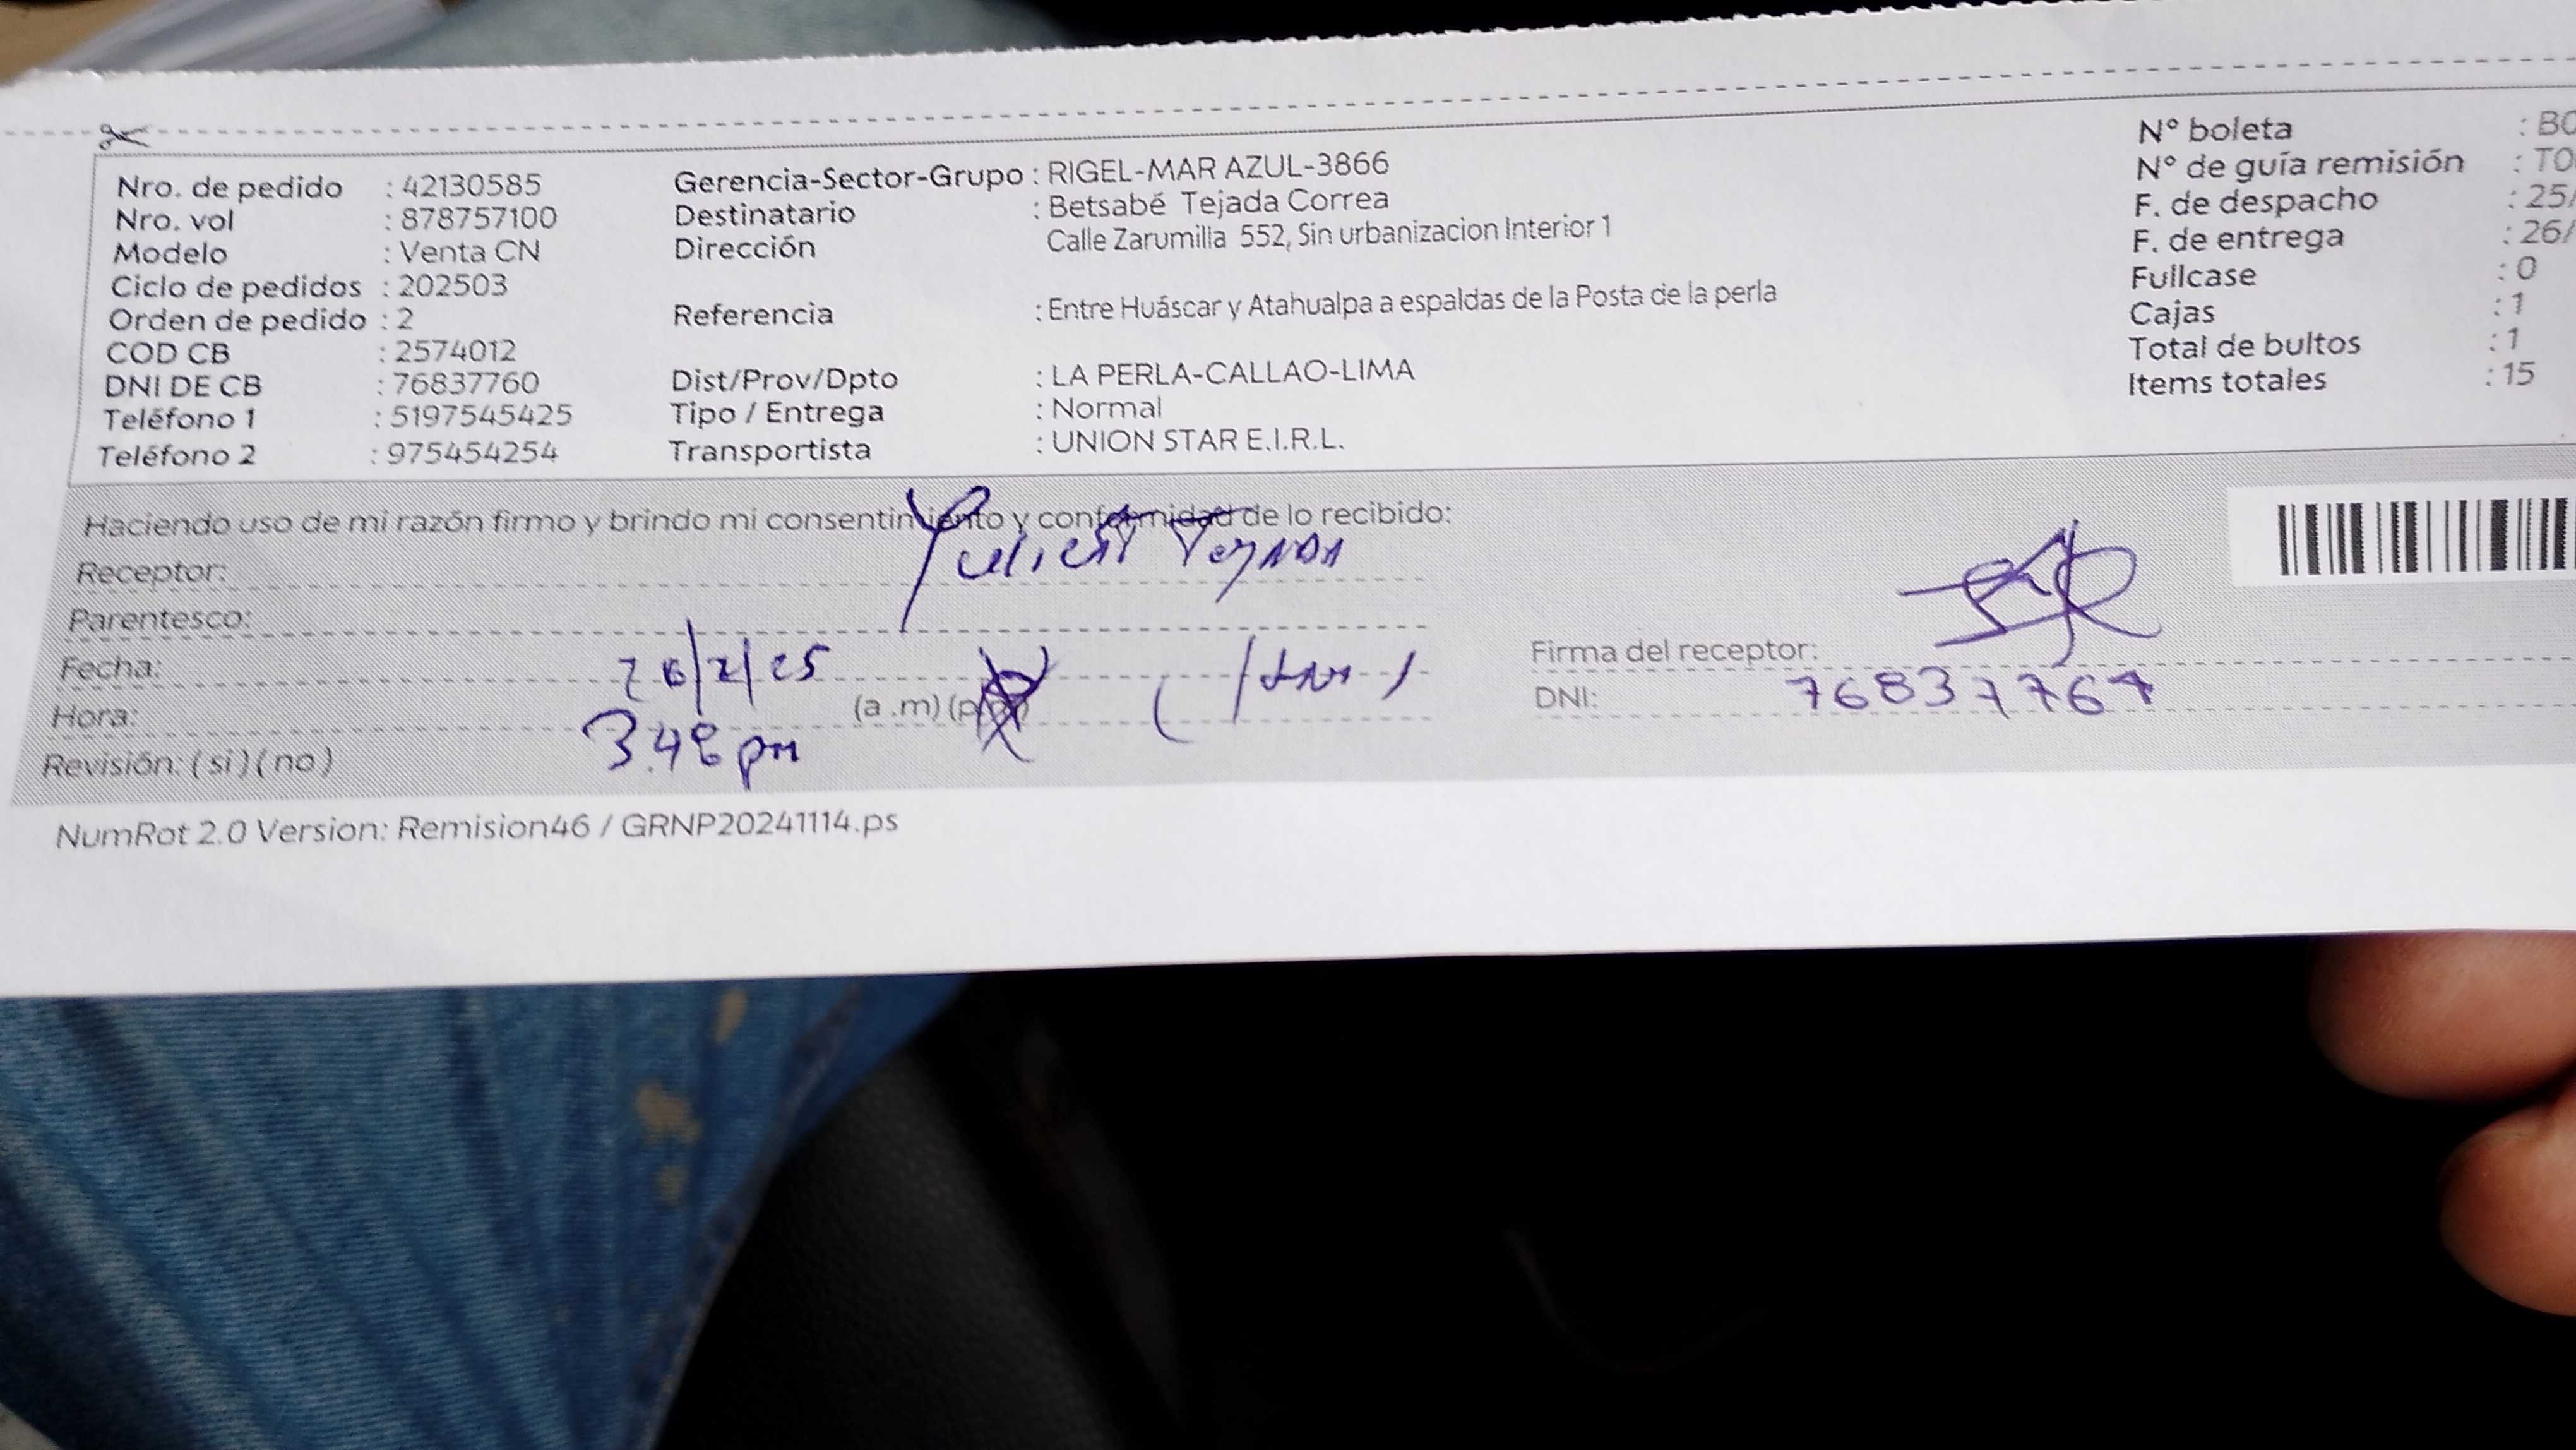 Nro. de pedido : 42130585
Nro. vol : 878757100
Modelo : Venta CN
Ciclo de pedidos : 202503
Orden de pedido : 2
COD CB : 2574012
DNI DE CB : 76837760
Teléfono 1 : 5197545425
Teléfono 2 : 975454254
Gerencia-Sector-Grupo : RIGEL-MAR AZUL-3866
Destinatario : Betsabé Tejada Correa
Dirección Calle Zarumilla 552, Sin urbanizacion Interior 1
Referencia : Entre Huáscar y Atahualpa a espaldas de la Posta de la perla
Dist/Prov/Dpto : LA PERLA-CALLAO-LIMA
Tipo / Entrega : Normal
Transportista : UNION STAR E.I.R.L.
N° boleta : B0
N° de guía remisión : T0
F. de despacho : 25/
F. de entrega : 26/
Fullcase : 0
Cajas : 1
Total de bultos : 1
Items totales : 15
Haciendo uso de mi razón firmo y brindo mi consentimiento y conformidad de lo recibido:
Receptor:
Parentesco:
Fecha: 26/2/25
Hora: 3.48 pm (a .m) (p.m)
Revisión: ( si ) ( no )
Firma del receptor:
DNI: 76837767
NumRot 2.0 Version: Remision46 / GRNP20241114.ps